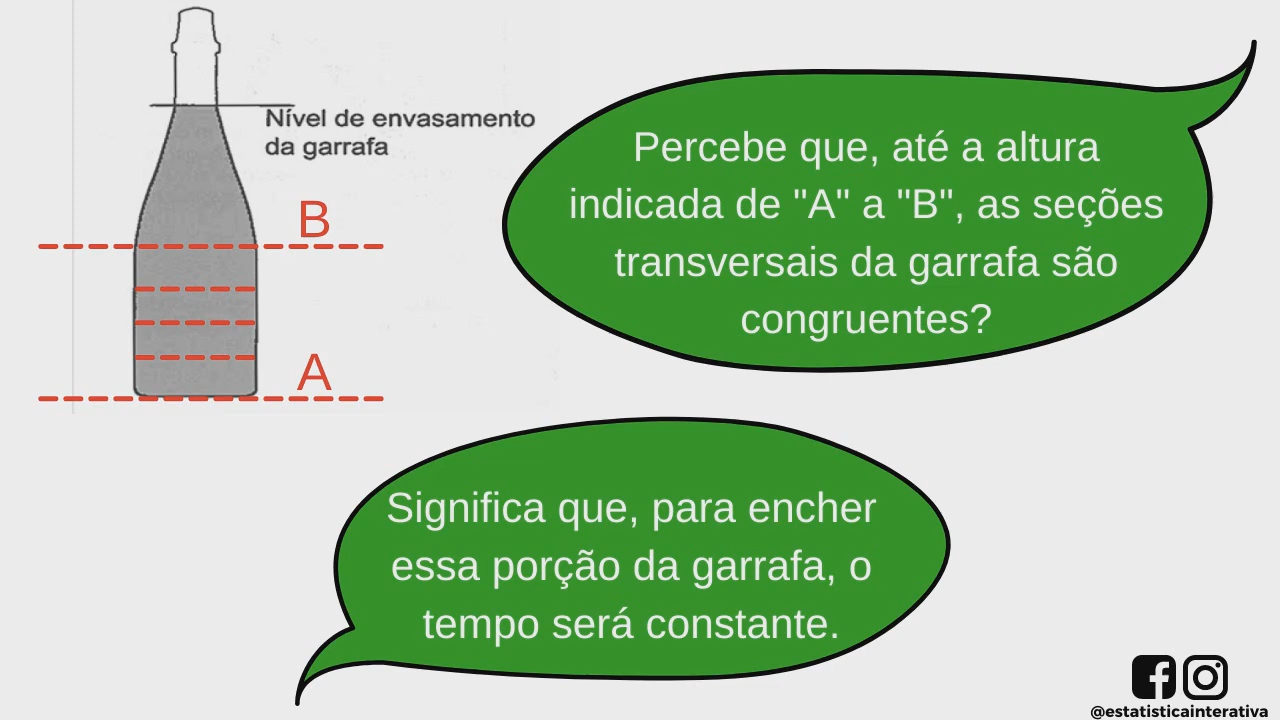 Nível de envasamento
da garrafa
B
A
Percebe que, até a altura
indicada de "A" a "B", as seções
transversais da garrafa são
congruentes?
Significa que, para encher
essa porção da garrafa, o
tempo será constante.
@estatisticainterativa